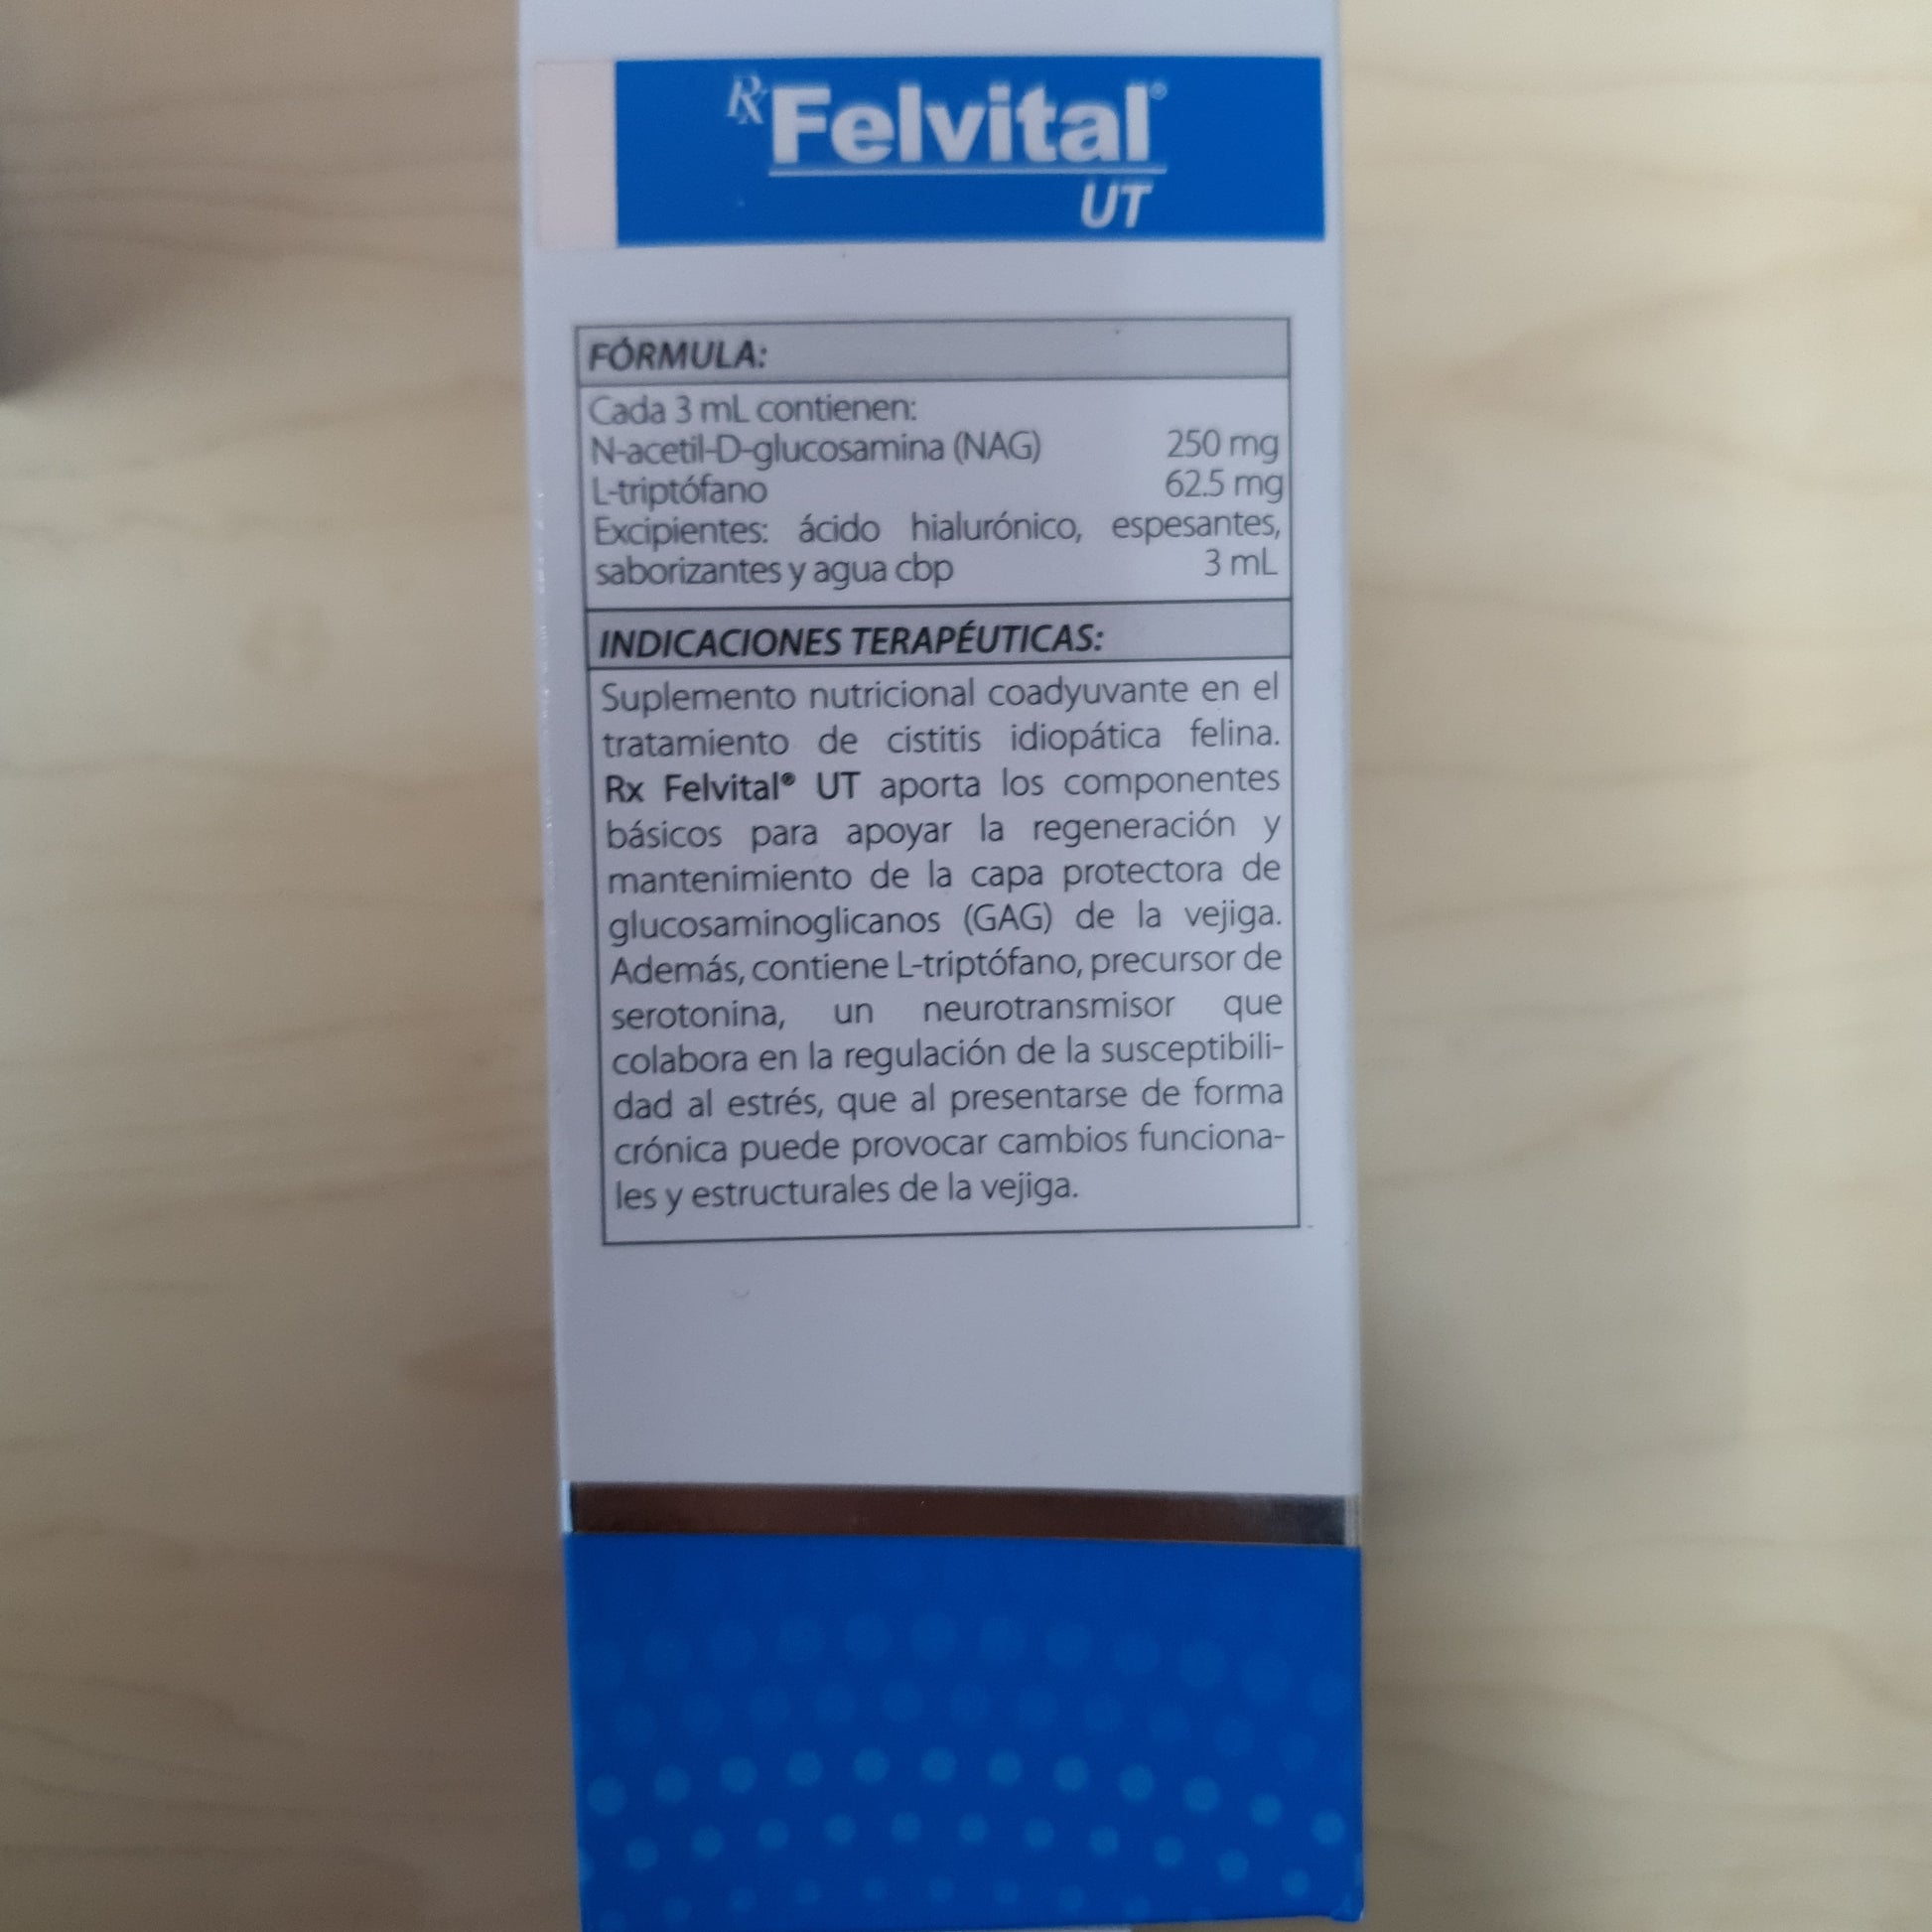 Rx Felvital®
UT
FÓRMULA:
Cada 3 mL contienen:
N-acetil-D-glucosamina (NAG) 250 mg
L-triptófano 62.5 mg
Excipientes: ácido hialurónico, espesantes,
saborizantes y agua cbp 3 mL
INDICACIONES TERAPÉUTICAS:
Suplemento nutricional coadyuvante en el
tratamiento de cistitis idiopática felina.
Rx Felvital® UT aporta los componentes
básicos para apoyar la regeneración y
mantenimiento de la capa protectora de
glucosaminoglicanos (GAG) de la vejiga.
Además, contiene L-triptófano, precursor de
serotonina, un neurotransmisor que
colabora en la regulación de la susceptibili-
dad al estrés, que al presentarse de forma
crónica puede provocar cambios funciona-
les y estructurales de la vejiga.